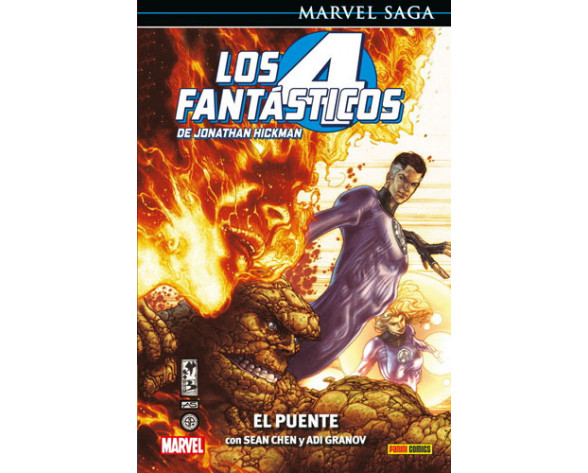 MARVEL SAGA
LOS 4
FANTÁSTICOS
DE JONATHAN HICKMAN
EL PUENTE
con SEAN CHEN y ADI GRANOV
MARVEL
PANINI COMICS